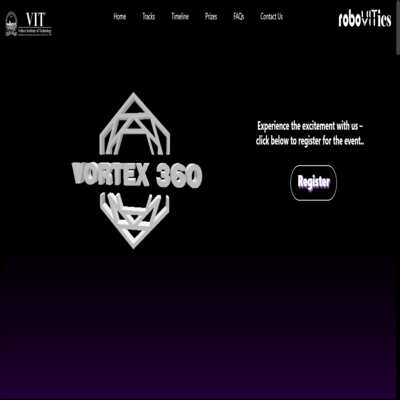 VIT
Vellore Institute of Technology
Home
Tracks
Timeline
Prizes
FAQs
Contact Us
roboVITics
VORTEX 360
Experience the excitement with us –
click below to register for the event..
Register